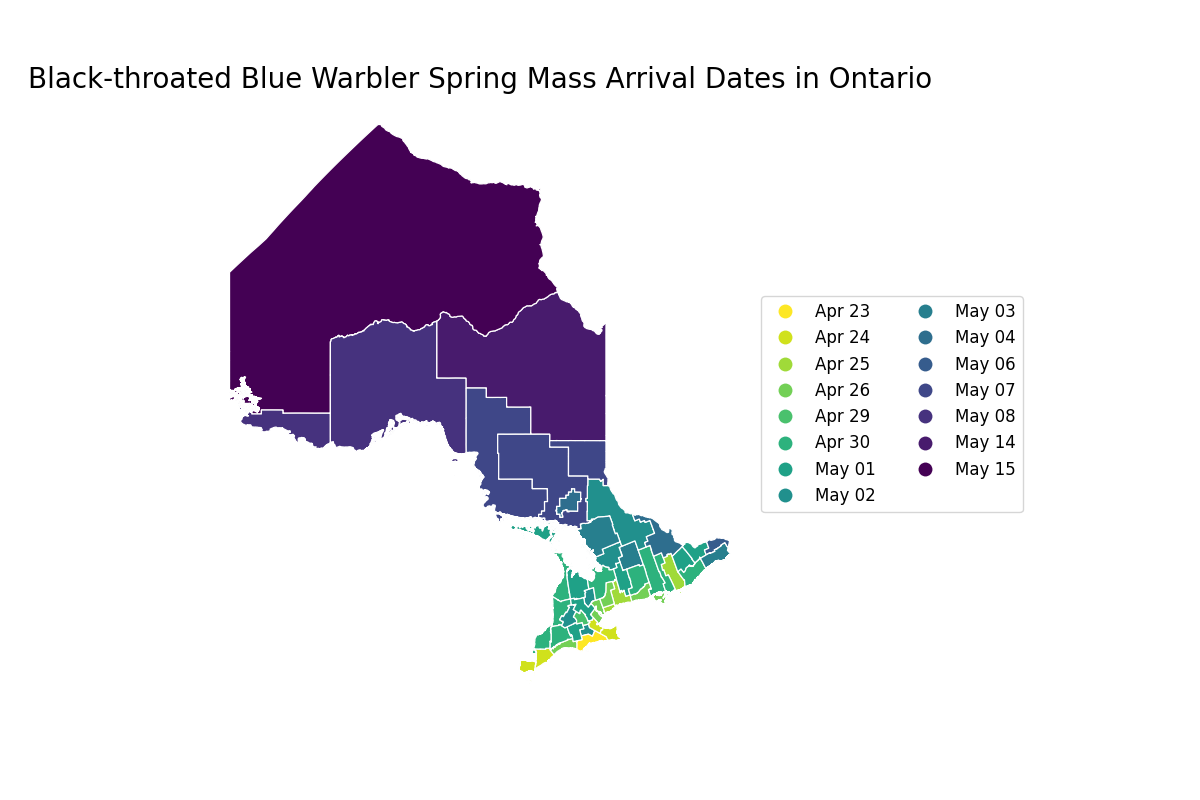 Black-throated Blue Warbler Spring Mass Arrival Dates in Ontario
Apr 23
Apr 24
Apr 25
Apr 26
Apr 29
Apr 30
May 01
May 02
May 03
May 04
May 06
May 07
May 08
May 14
May 15